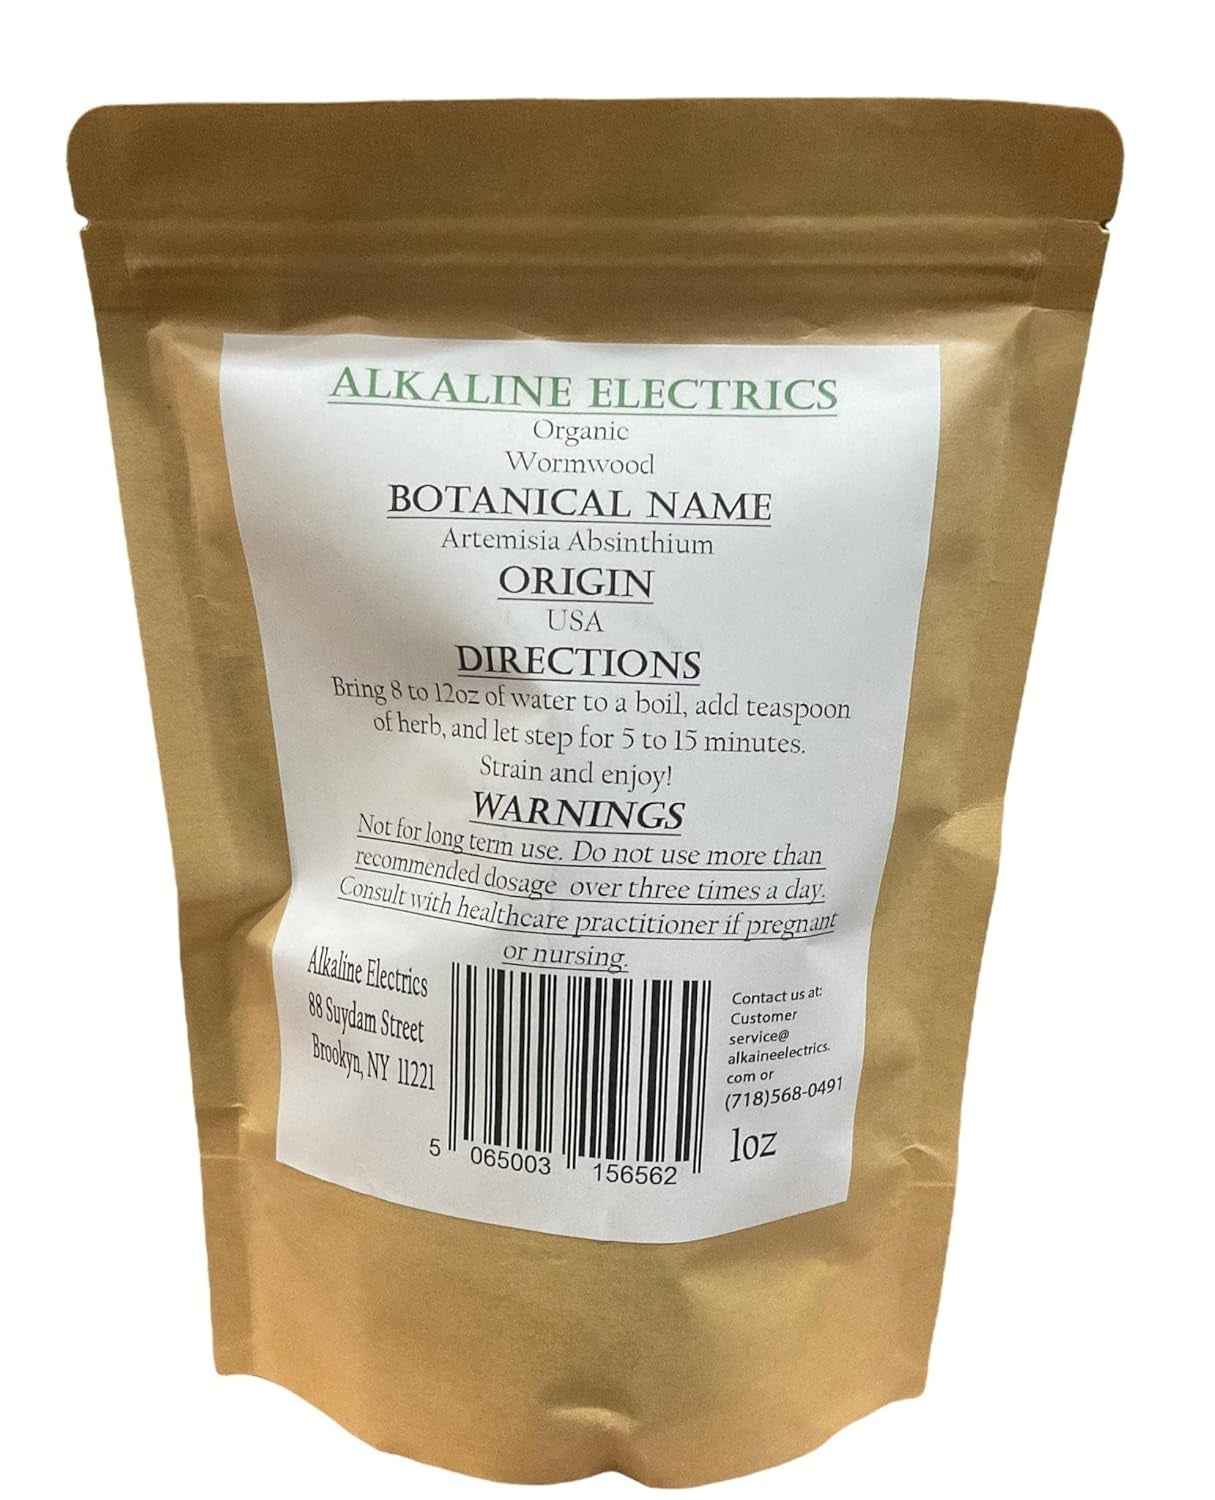 ALKALINE ELECTRICS
Organic
Wormwood
BOTANICAL NAME
Artemisia Absinthium
ORIGIN
USA
DIRECTIONS
Bring 8 to 12oz of water to a boil, add teaspoon
of herb, and let step for 5 to 15 minutes.
Strain and enjoy!
WARNINGS
Not for long term use. Do not use more than
recommended dosage over three times a day.
Consult with healthcare practitioner if pregnant
or nursing.
Alkaline Electrics
88 Suydam Street
Brookyn, NY 11221
5 065003 156562
Contact us at:
Customer
service@
alkaineelectrics.
com or
(718)568-0491
1oz